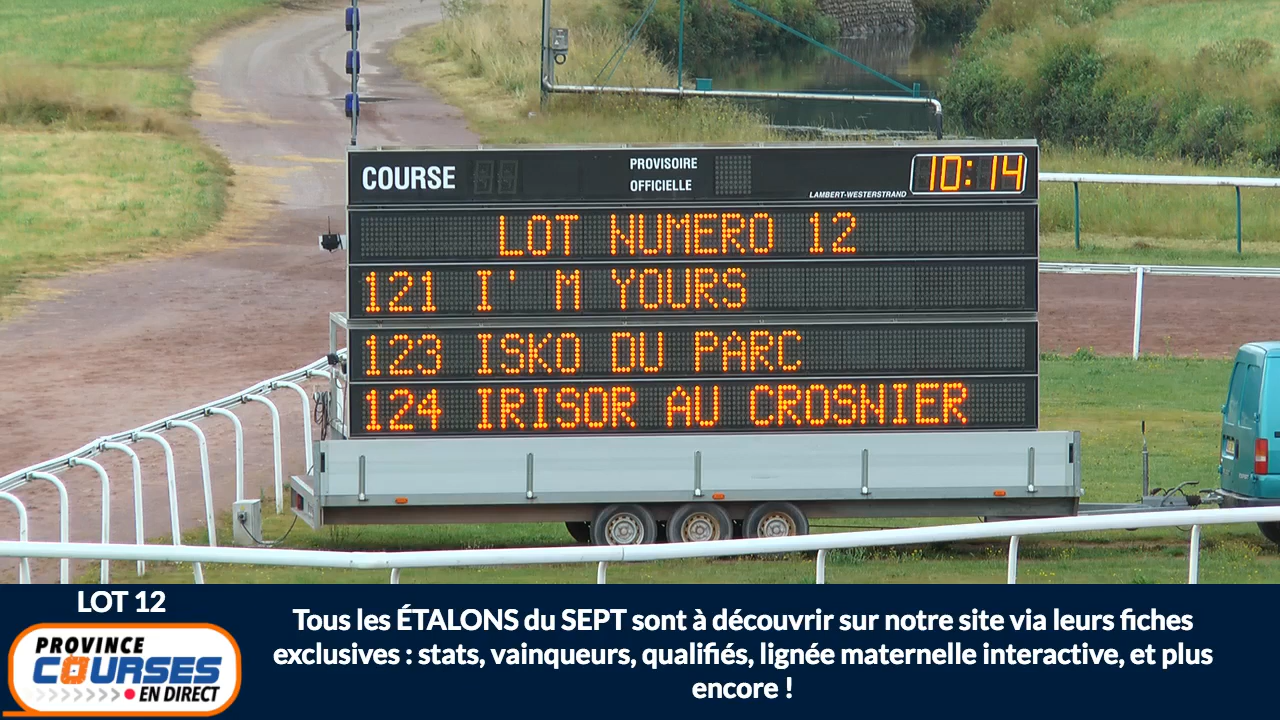 COURSE
PROVISOIRE
OFFICIELLE
LAMBERT-WESTERSTRAND
10:14
LOT NUMERO 12
121 I' M YOURS
123 ISKO DU PARC
124 IRISOR AU CROSNIER
LOT 12
PROVINCE
COURSES
EN DIRECT
Tous les ÉTALONS du SEPT sont à découvrir sur notre site via leurs fiches
exclusives : stats, vainqueurs, qualifiés, lignée maternelle interactive, et plus
encore !